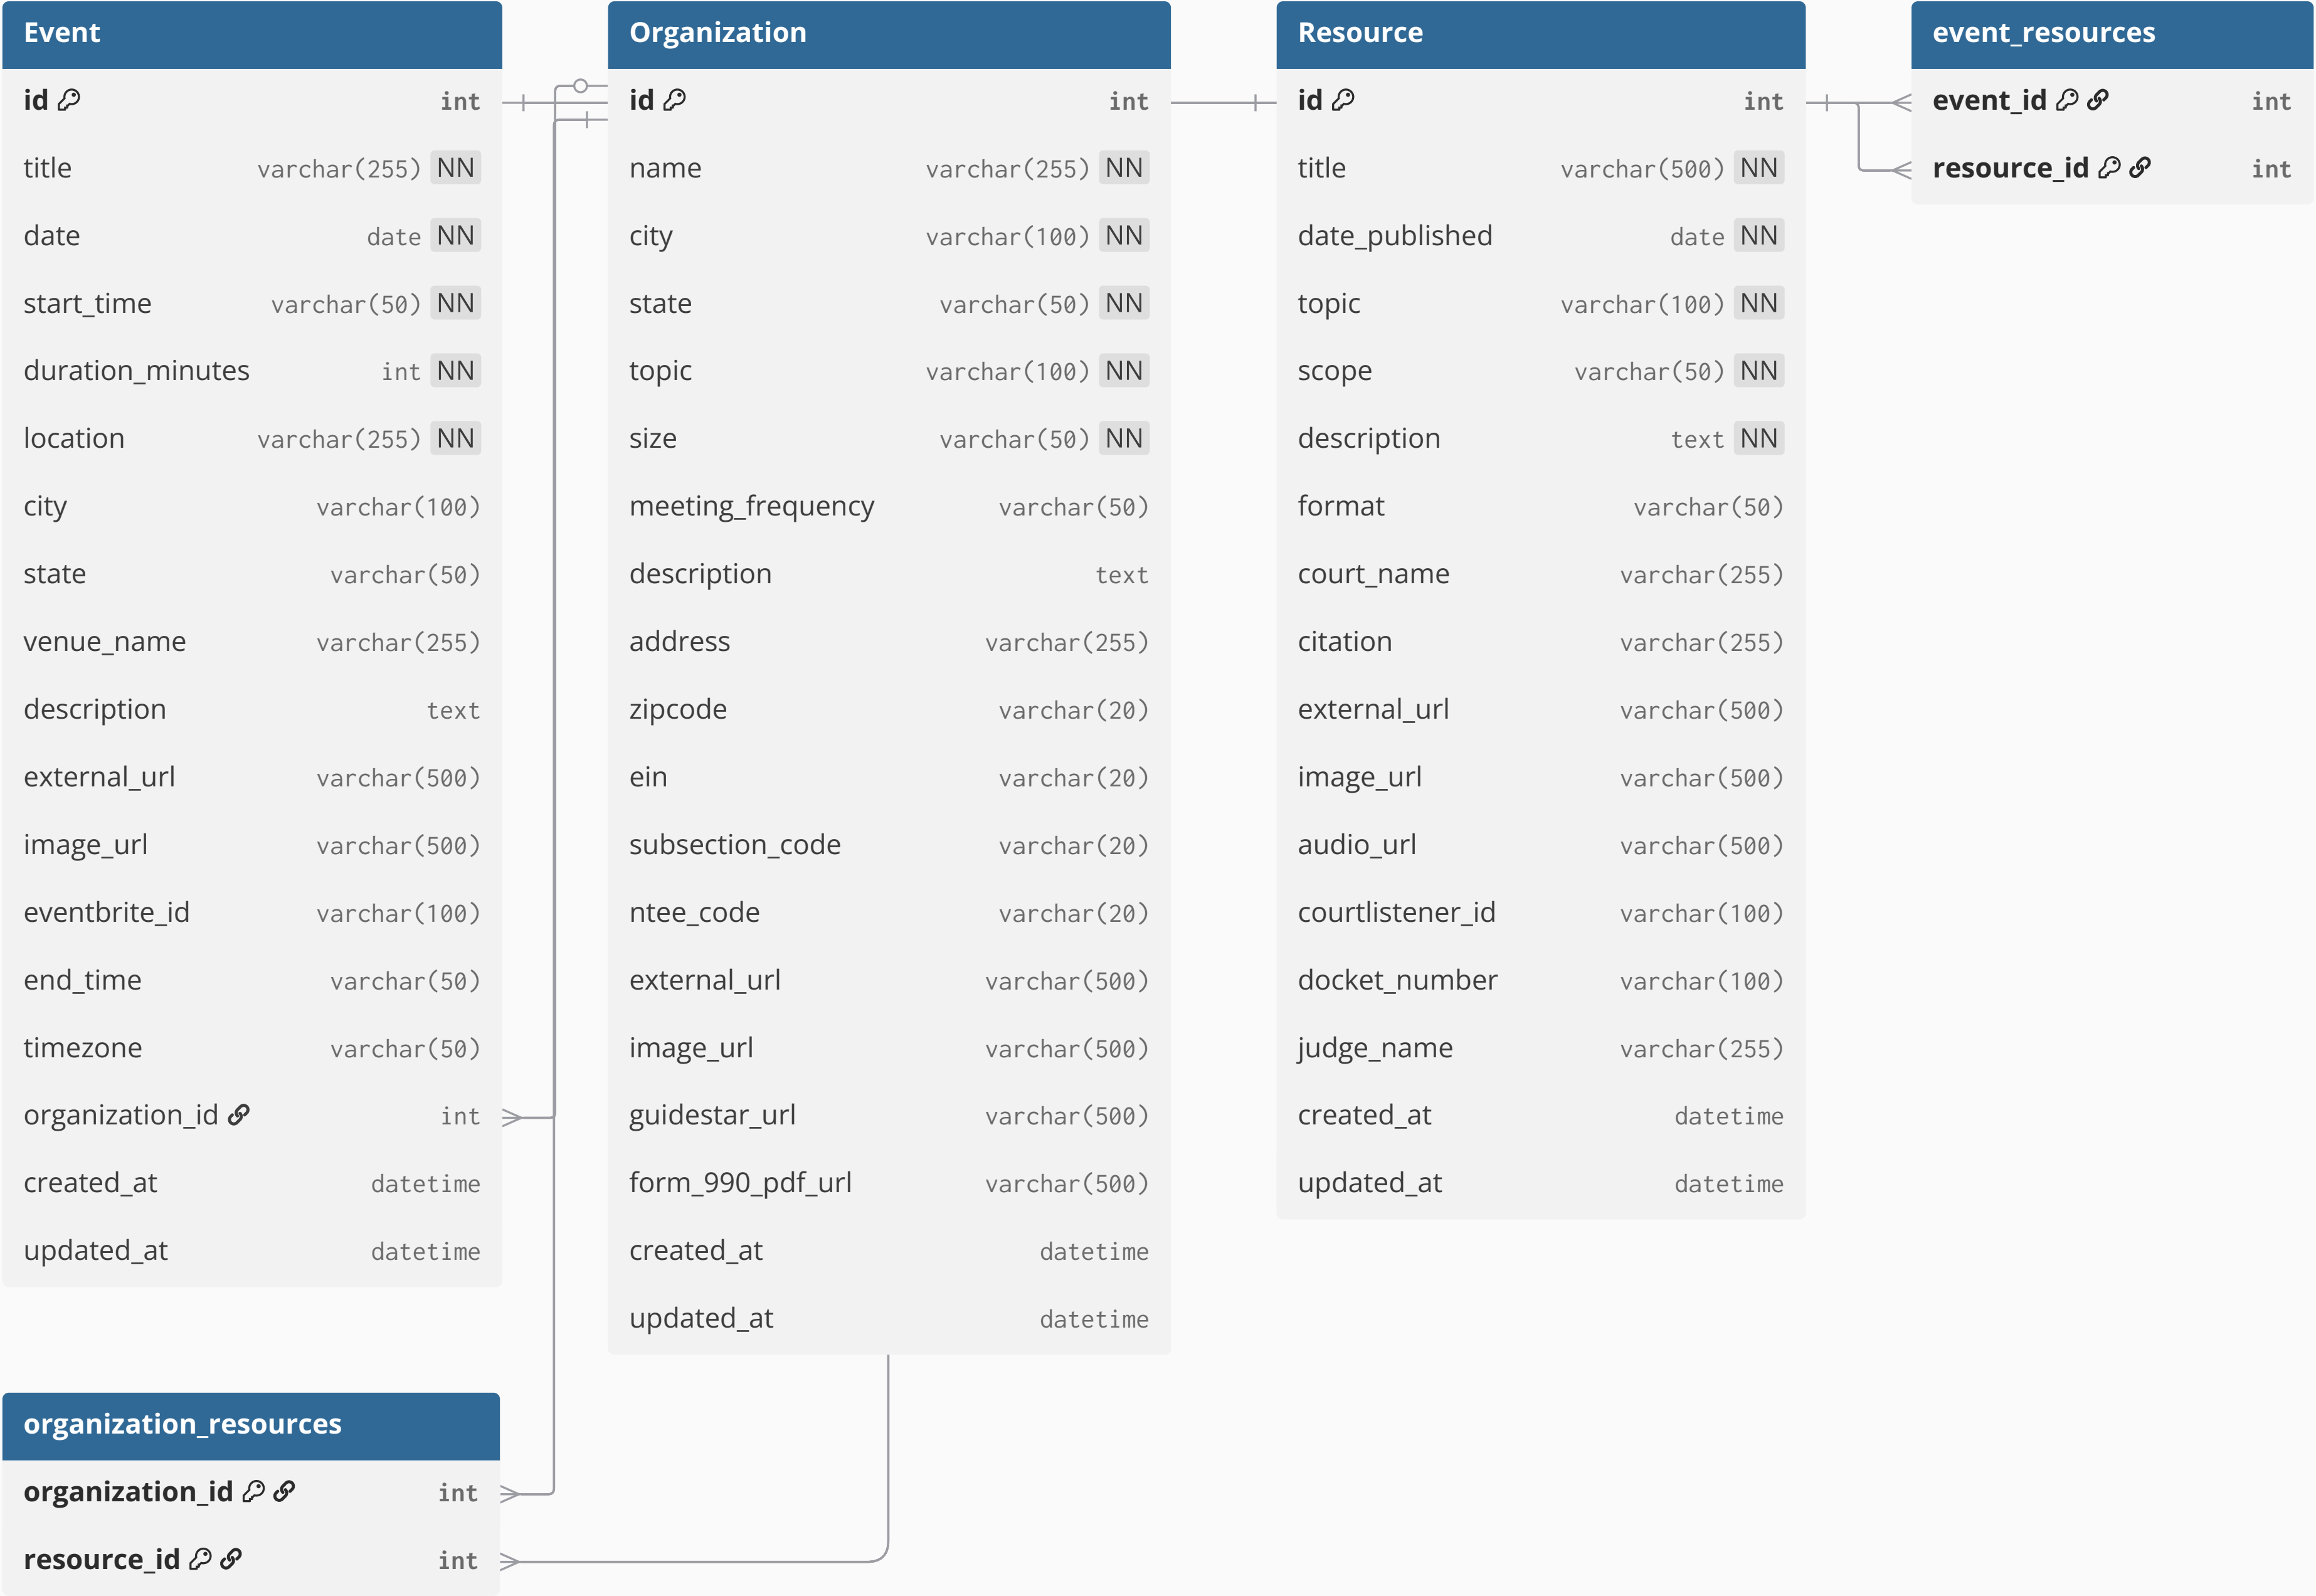 Event
id int
title varchar(255) NN
date date NN
start_time varchar(50) NN
duration_minutes int NN
location varchar(255) NN
city varchar(100)
state varchar(50)
venue_name varchar(255)
description text
external_url varchar(500)
image_url varchar(500)
eventbrite_id varchar(100)
end_time varchar(50)
timezone varchar(50)
organization_id int
created_at datetime
updated_at datetime
Organization
id int
name varchar(255) NN
city varchar(100) NN
state varchar(50) NN
topic varchar(100) NN
size varchar(50) NN
meeting_frequency varchar(50)
description text
address varchar(255)
zipcode varchar(20)
ein varchar(20)
subsection_code varchar(20)
ntee_code varchar(20)
external_url varchar(500)
image_url varchar(500)
guidestar_url varchar(500)
form_990_pdf_url varchar(500)
created_at datetime
updated_at datetime
Resource
id int
title varchar(500) NN
date_published date NN
topic varchar(100) NN
scope varchar(50) NN
description text NN
format varchar(50)
court_name varchar(255)
citation varchar(255)
external_url varchar(500)
image_url varchar(500)
audio_url varchar(500)
courtlistener_id varchar(100)
docket_number varchar(100)
judge_name varchar(255)
created_at datetime
updated_at datetime
event_resources
event_id int
resource_id int
organization_resources
organization_id int
resource_id int